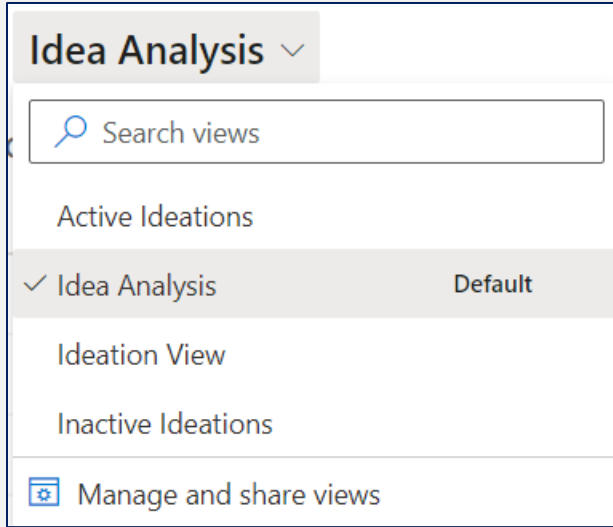 Idea Analysis
Search views
Active Ideations
Idea Analysis Default
Ideation View
Inactive Ideations
Manage and share views